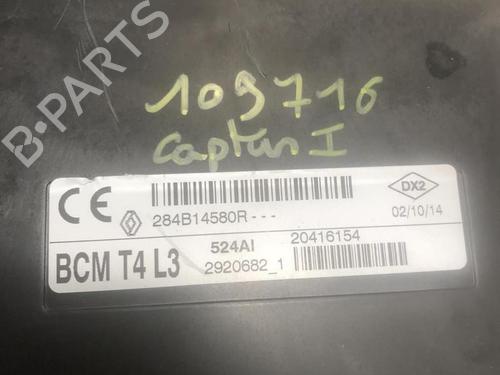 B-PARTS
109716
Captur I
CE
284B14580R---
DX2
02/10/14
BCM T4 L3
524AI
20416154
2920682_1